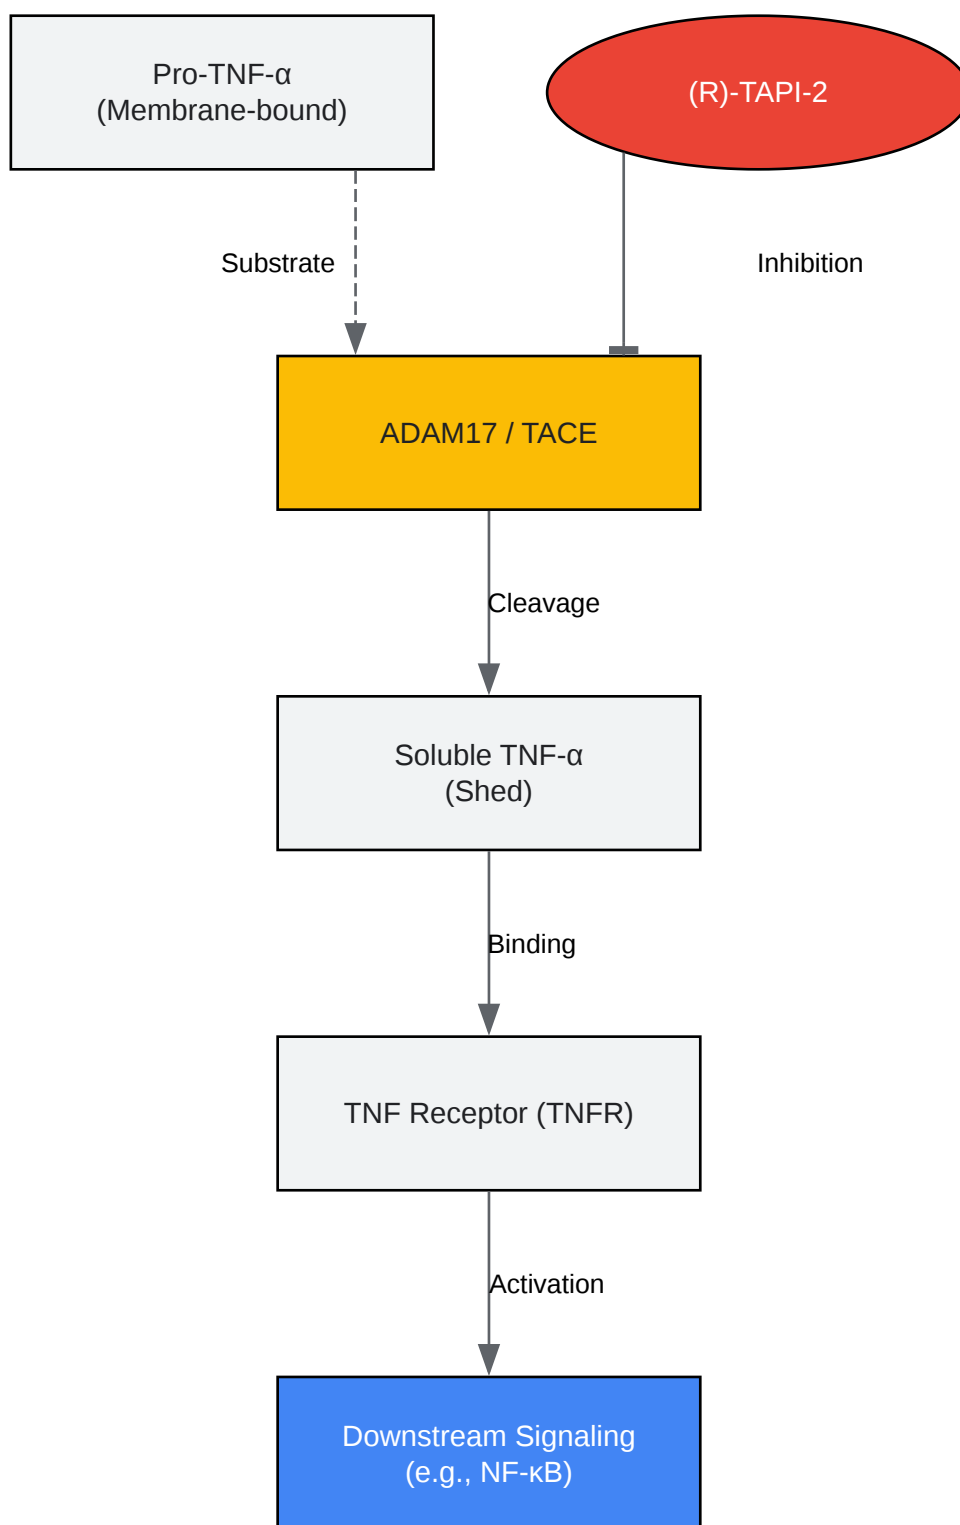 Pro-TNF-α
(Membrane-bound)
(R)-TAPI-2
Substrate
Inhibition
ADAM17 / TACE
Cleavage
Soluble TNF-α
(Shed)
Binding
TNF Receptor (TNFR)
Activation
Downstream Signaling
(e.g., NF-κB)